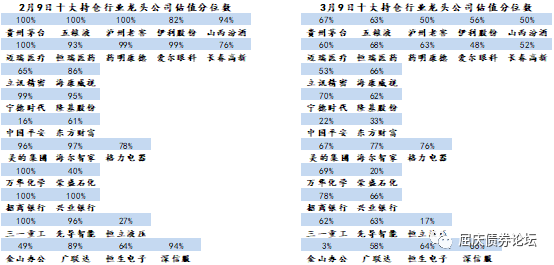 2月9日十大持仓行业龙头公司估值分位数
100% 100% 100% 82% 94%
贵州茅台 五粮液 泸州老窖 伊利股份 山西汾酒
100% 93% 99% 99% 76%
迈瑞医疗 恒瑞医药 药明康德 爱尔眼科 长春高新
65% 86%
立讯精密 海康威视
99% 95%
宁德时代 隆基股份
16% 61%
中国平安 东方财富
96% 97% 78%
美的集團 海尔智家 格力电器
100% 40%
万华化学 荣盛石化
100% 100%
招商银行 兴业银行
100% 96% 27%
三一重工 先导智能 恒立液压
49% 89% 64% 94%
金山办公 广联达 恒生电子 深信服
3月9日十大持仓行业龙头公司估值分位数
67% 63% 50% 56% 50%
贵州茅台 五粮液 泸州老窖 伊利股份 山西汾酒
60% 68% 63% 48% 52%
迈瑞医疗 恒瑞医药 药明康德 爱尔眼科 长春高新
53% 66%
立讯精密 海康威视
70% 62%
宁德时代 隆基股份
22% 33%
中国平安 东方财富
67% 77% 76%
美的集團 海尔智家 格力电器
69% 20%
万华化学 荣盛石化
78% 66%
招商银行 兴业银行
62% 63% 17%
三一重工 先导智能 恒立液压
3% 58%
金山办公 广联达 恒生电子 深信服
屈庆债券论坛